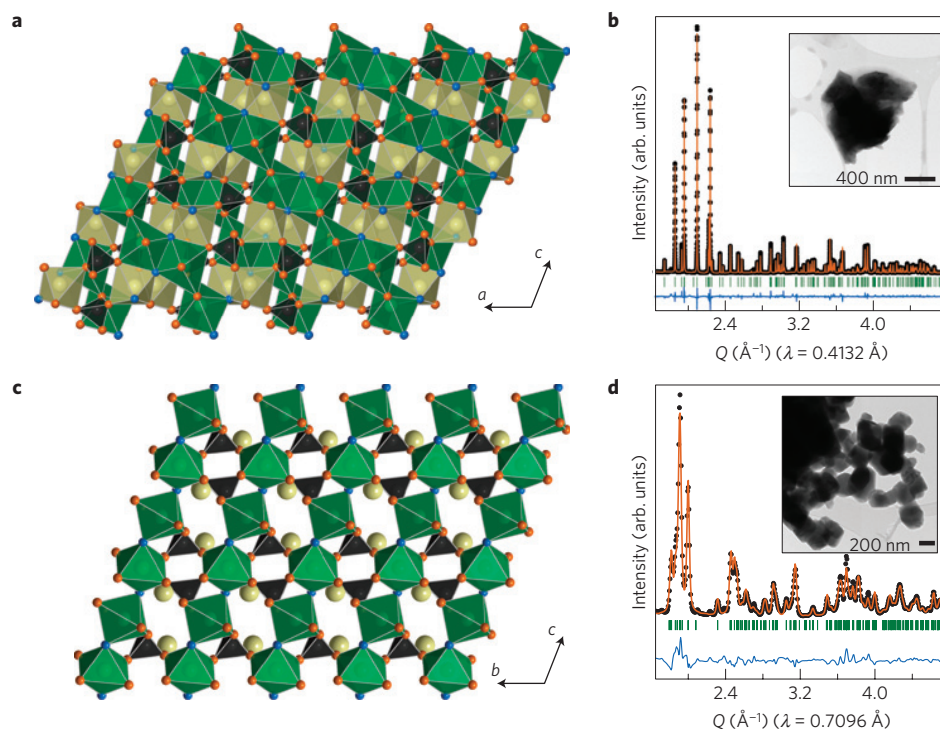 a
c
a
b
Intensity (arb. units)
400 nm
2.4 3.2 4.0
Q (Å⁻¹) (λ = 0.4132 Å)
c
c
b
d
Intensity (arb. units)
200 nm
2.4 3.2 4.0
Q (Å⁻¹) (λ = 0.7096 Å)